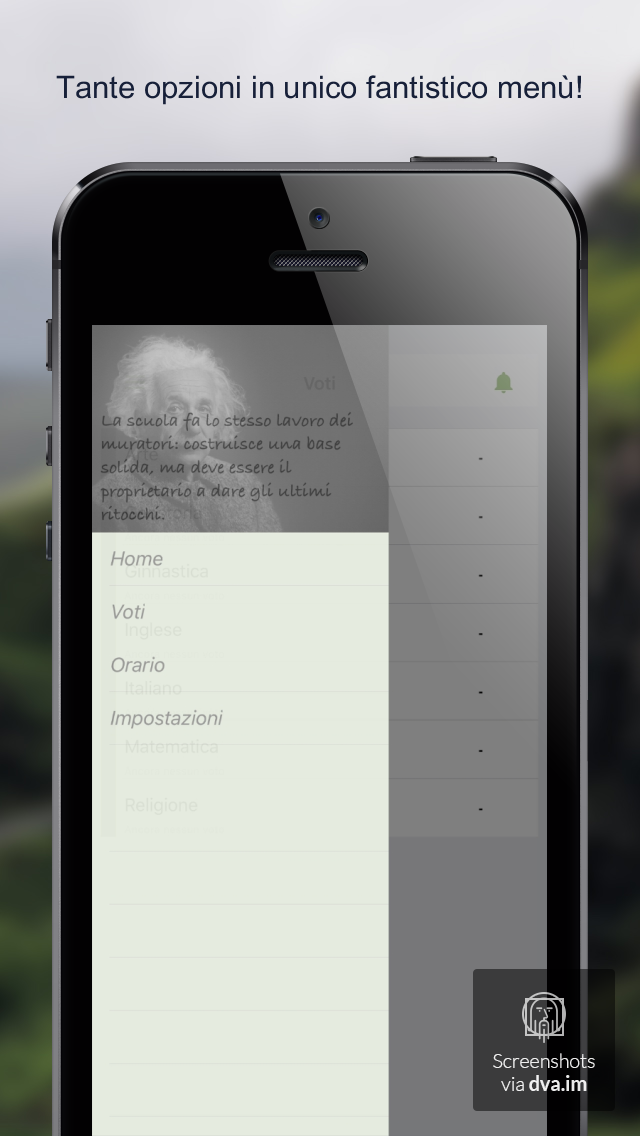 Tante opzioni in unico fantistico menù!
Voti
La scuola fa lo stesso lavoro dei
muratori: costruisce una base
solida, ma deve essere il
proprietario a dare gli ultimi
ritocchi.
Home
Ginnastica
-
Voti
Inglese
-
Orario
Italiano
-
Impostazioni
Matematica
-
Religione
-
Screenshots
via dva.im